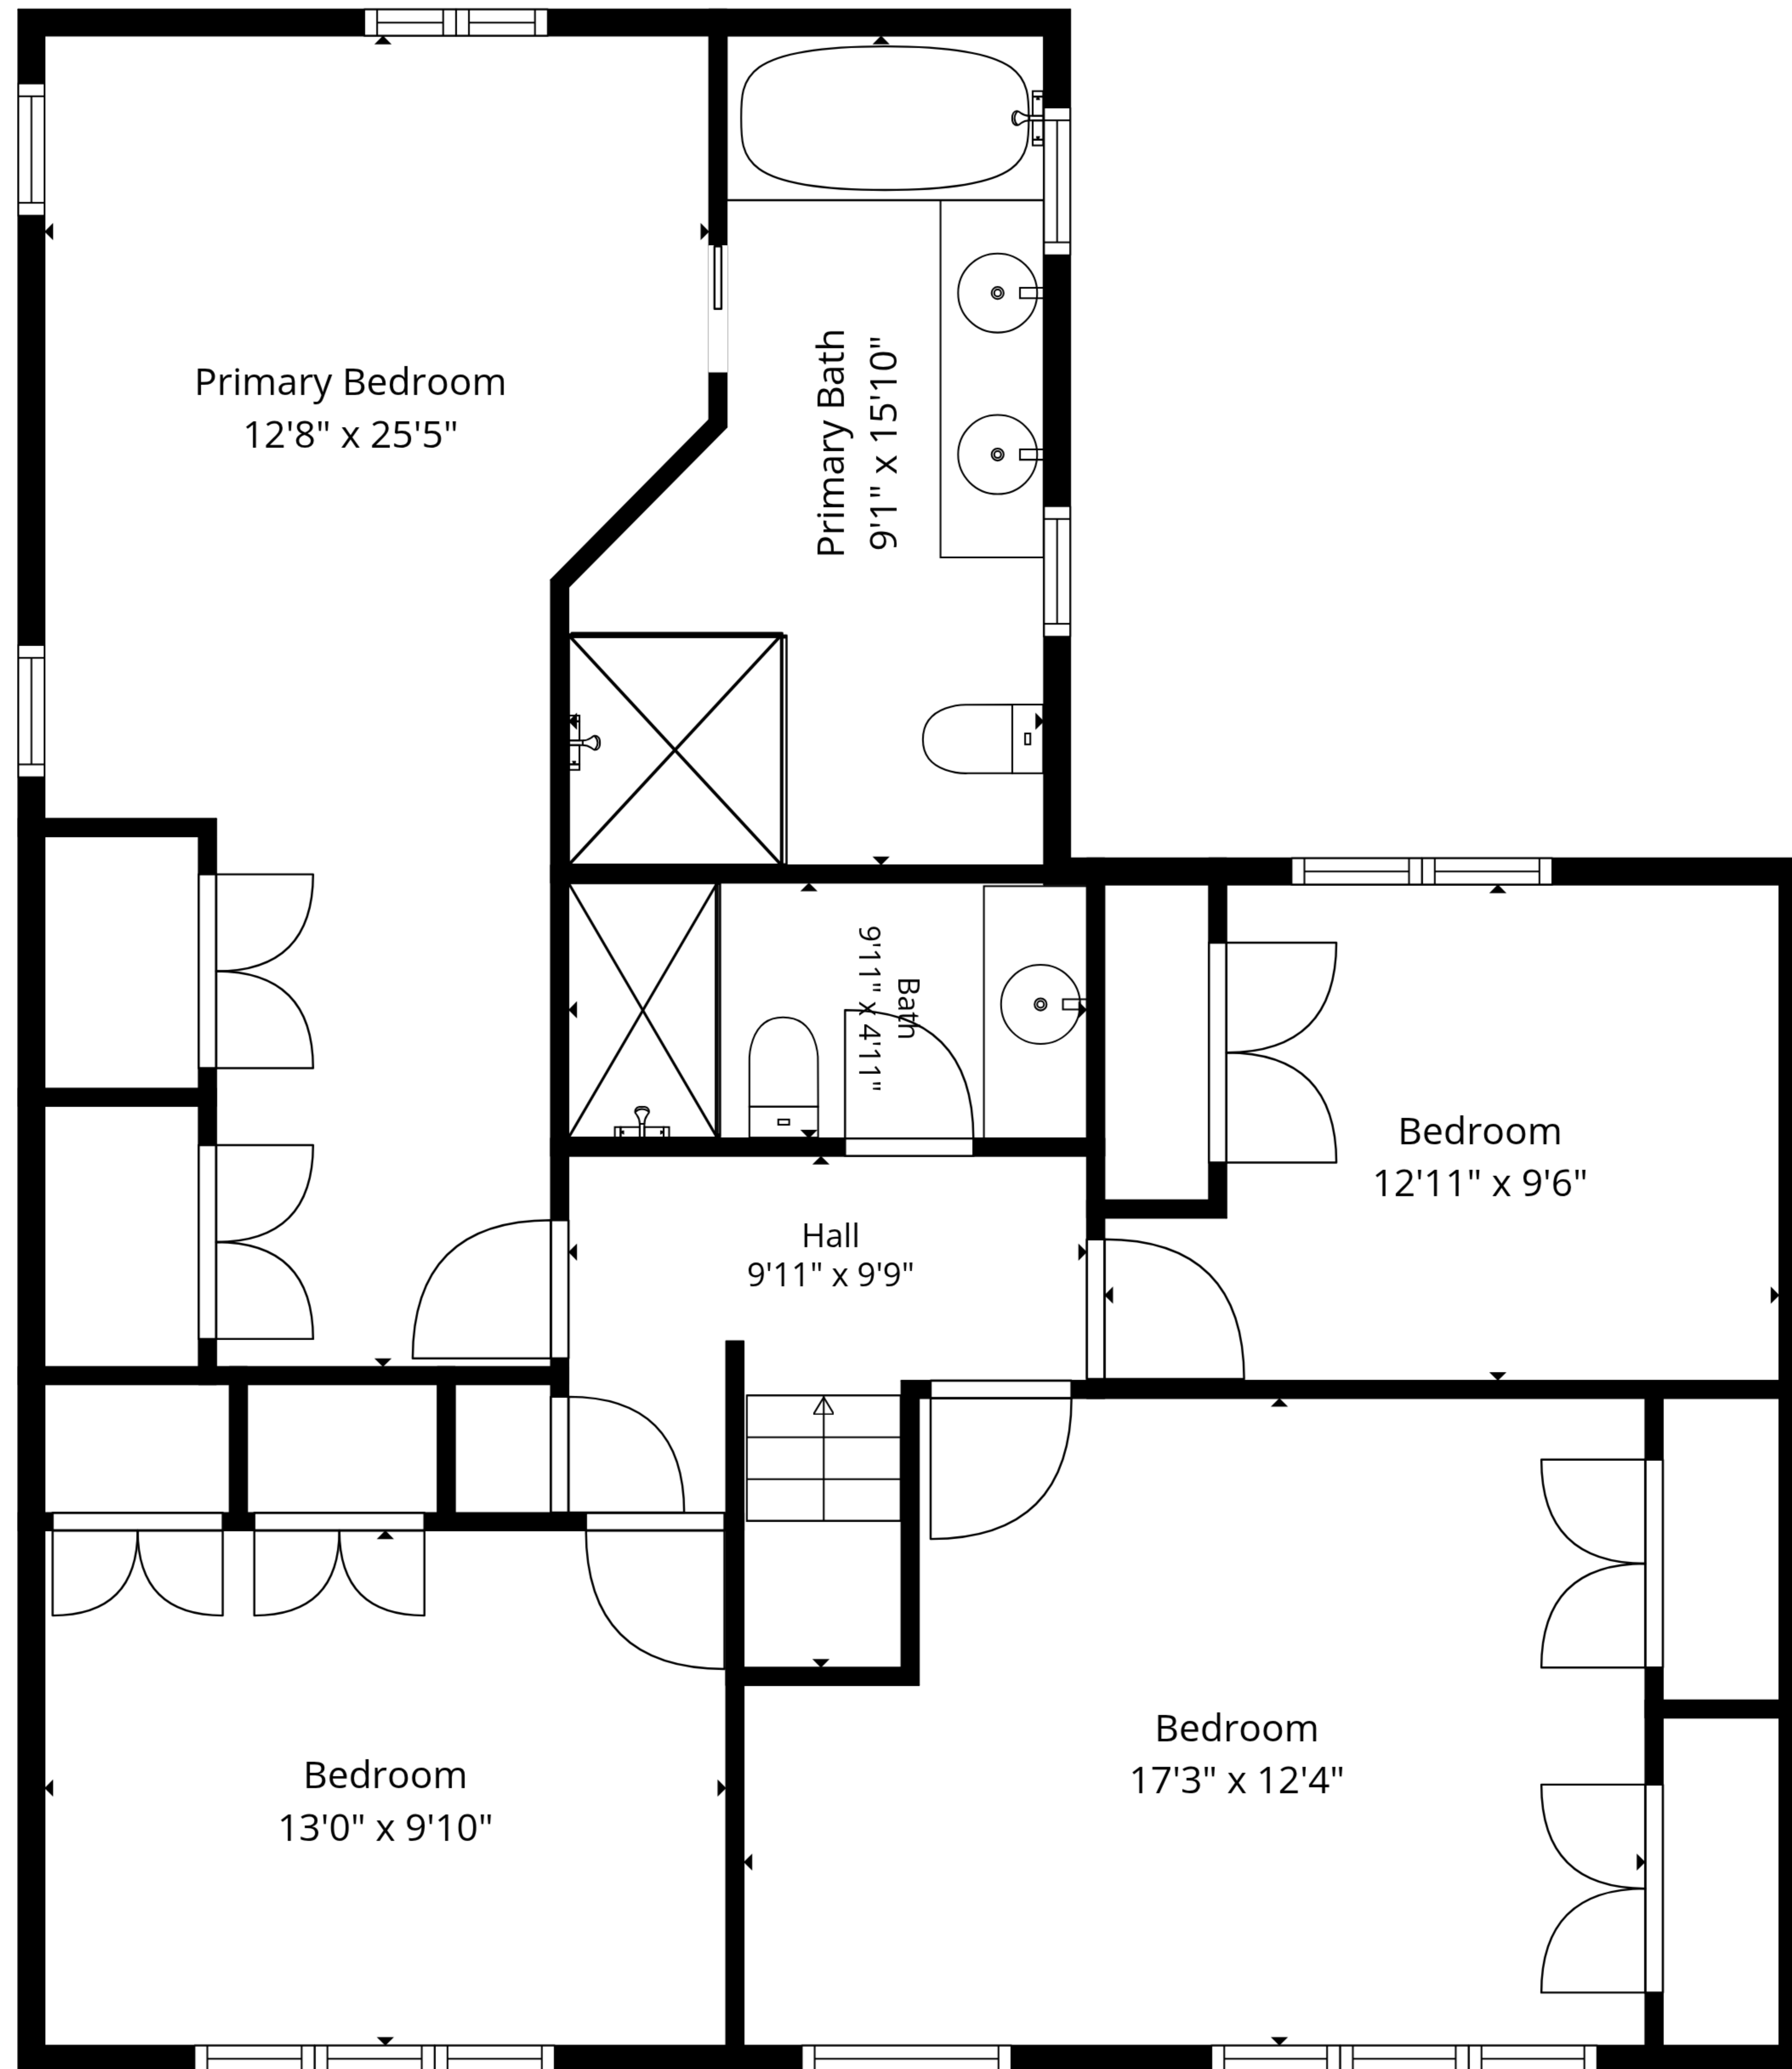 Primary Bedroom
12'8" x 25'5"
Primary Bath
9'1" x 15'10"
Bath
9'11" x 4'11"
Bedroom
12'11" x 9'6"
Hall
9'11" x 9'9"
Bedroom
17'3" x 12'4"
Bedroom
13'0" x 9'10"